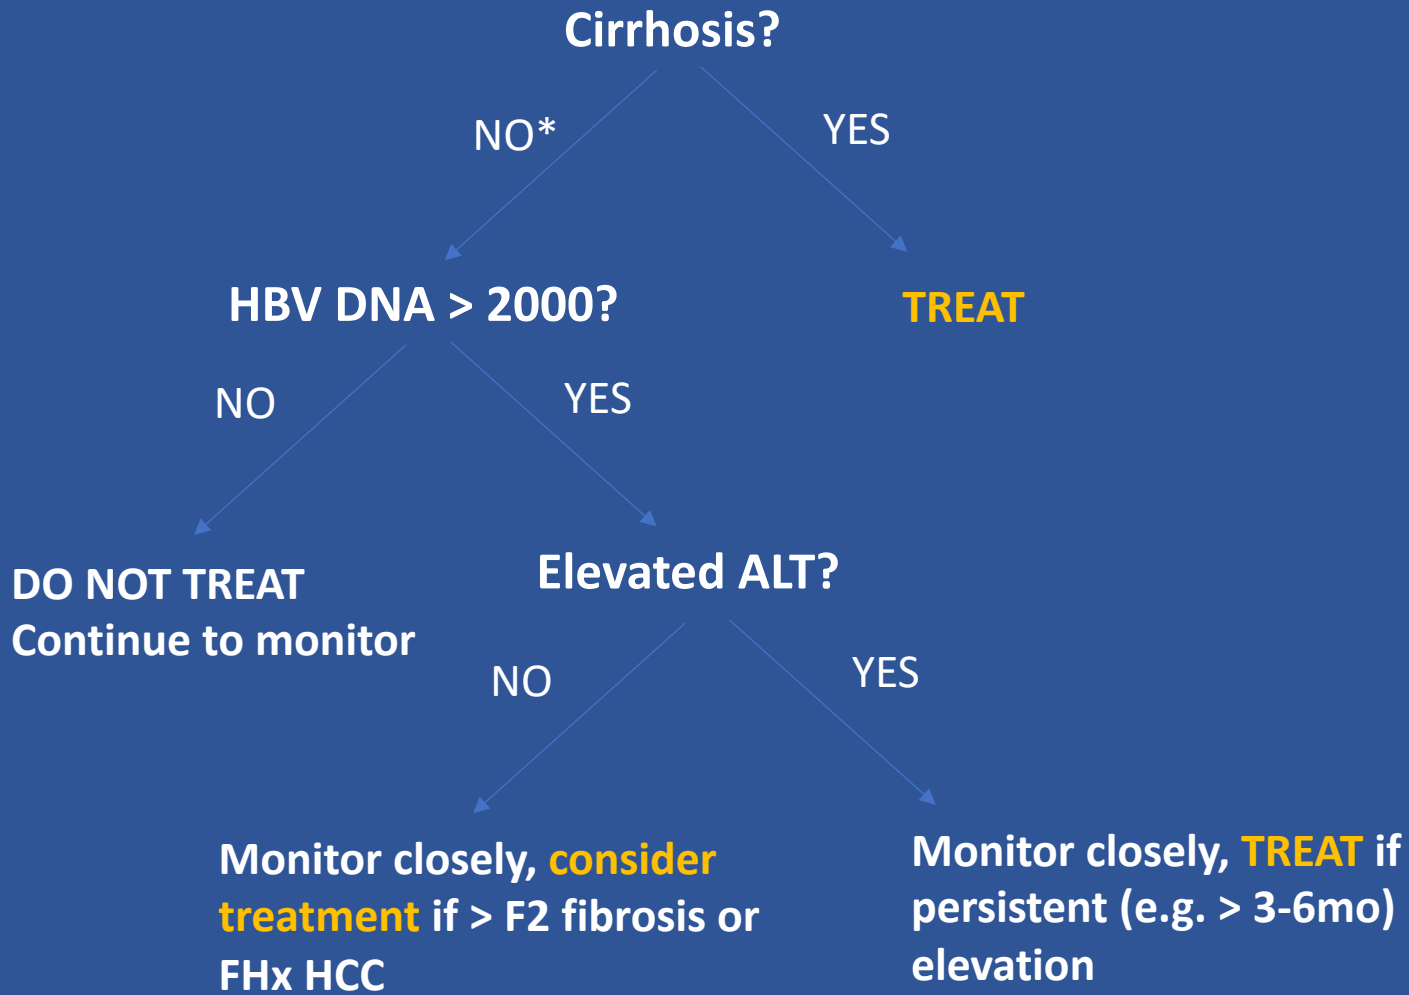 Cirrhosis?
NO*
YES
HBV DNA > 2000?
TREAT
NO
YES
DO NOT TREAT
Continue to monitor
Elevated ALT?
NO
YES
Monitor closely, consider
treatment if > F2 fibrosis or
FHx HCC
Monitor closely, TREAT if
persistent (e.g. > 3-6mo)
elevation